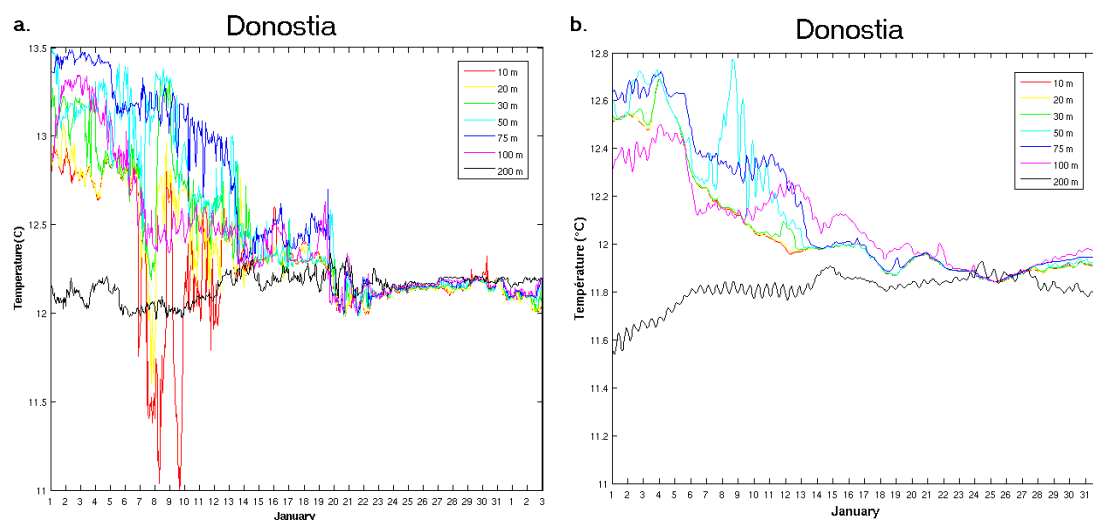 a.
Donostia
13.5
13
12.5
12
11.5
11
Temperature(C)
10 m
20 m
30 m
50 m
75 m
100 m
200 m
1 2 3 4 5 6 7 8 9 10 11 12 13 14 15 16 17 18 19 20 21 22 23 24 25 26 27 28 29 30 31 1 2 3
January
b.
Donostia
12.8
12.6
12.4
12.2
12
11.8
11.6
11.4
11.2
11
Température (°C)
10 m
20 m
30 m
50 m
75 m
100 m
200 m
1 2 3 4 5 6 7 8 9 10 11 12 13 14 15 16 17 18 19 20 21 22 23 24 25 26 27 28 29 30 31
January